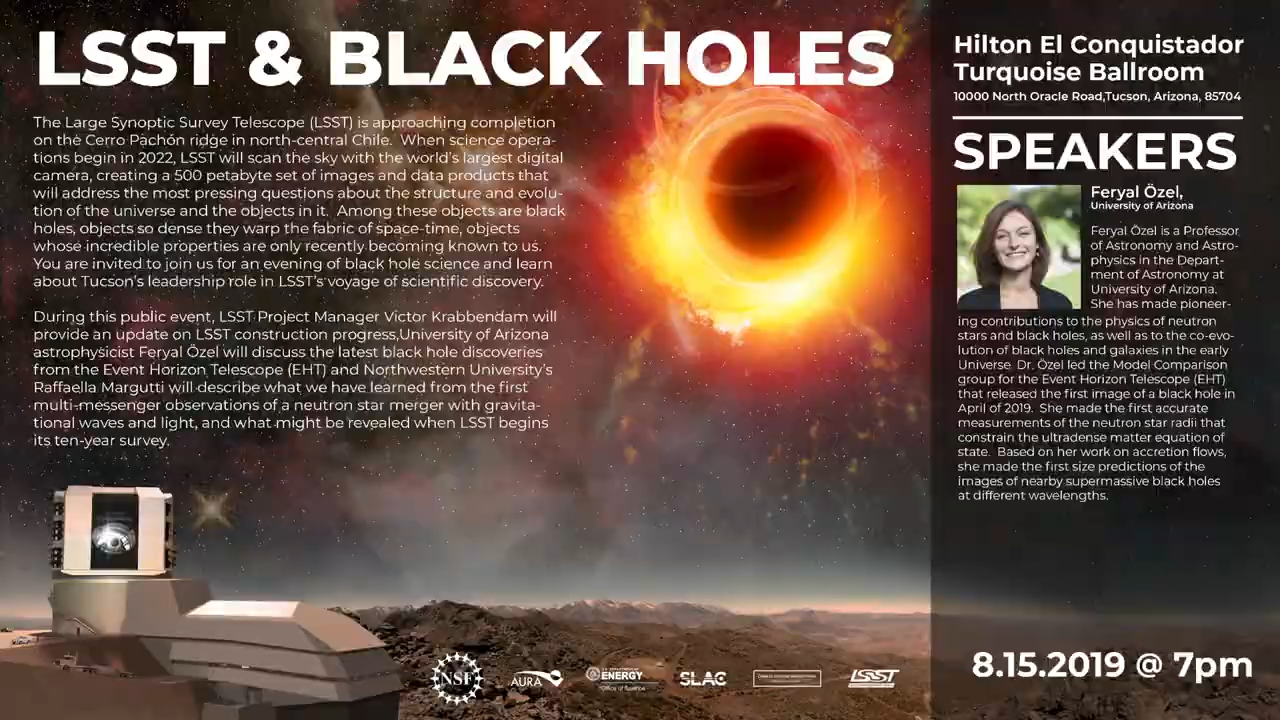 LSST & BLACK HOLES
The Large Synoptic Survey Telescope (LSST) is approaching completion
on the Cerro Pachón ridge in north-central Chile. When science opera-
tions begin in 2022, LSST will scan the sky with the world's largest digital
camera, creating a 500 petabyte set of images and data products that
will address the most pressing questions about the structure and evolu-
tion of the universe and the objects in it. Among these objects are black
holes, objects so dense they warp the fabric of space-time, objects
whose incredible properties are only recently becoming known to us.
You are invited to join us for an evening of black hole science and learn
about Tucson's leadership role in LSST's voyage of scientific discovery.
During this public event, LSST Project Manager Victor Krabbendam will
provide an update on LSST construction progress,University of Arizona
astrophysicist Feryal Özel will discuss the latest black hole discoveries
from the Event Horizon Telescope (EHT) and Northwestern University's
Raffaella Margutti will describe what we have learned from the first
multi-messenger observations of a neutron star merger with gravita-
tional waves and light, and what might be revealed when LSST begins
its ten-year survey.
NSF
AURA
U.S. DEPARTMENT OF
ENERGY
Office of Science
SLAC
LSST
Hilton El Conquistador
Turquoise Ballroom
10000 North Oracle Road,Tucson, Arizona, 85704
SPEAKERS
Feryal Özel,
University of Arizona
Feryal Özel is a Professor
of Astronomy and Astro-
physics in the Depart-
ment of Astronomy at
University of Arizona.
She has made pioneer-
ing contributions to the physics of neutron
stars and black holes, as well as to the co-evo-
lution of black holes and galaxies in the early
Universe. Dr. Özel led the Model Comparison
group for the Event Horizon Telescope (EHT)
that released the first image of a black hole in
April of 2019. She made the first accurate
measurements of the neutron star radii that
constrain the ultradense matter equation of
state. Based on her work on accretion flows,
she made the first size predictions of the
images of nearby supermassive black holes
at different wavelengths.
8.15.2019 @ 7pm